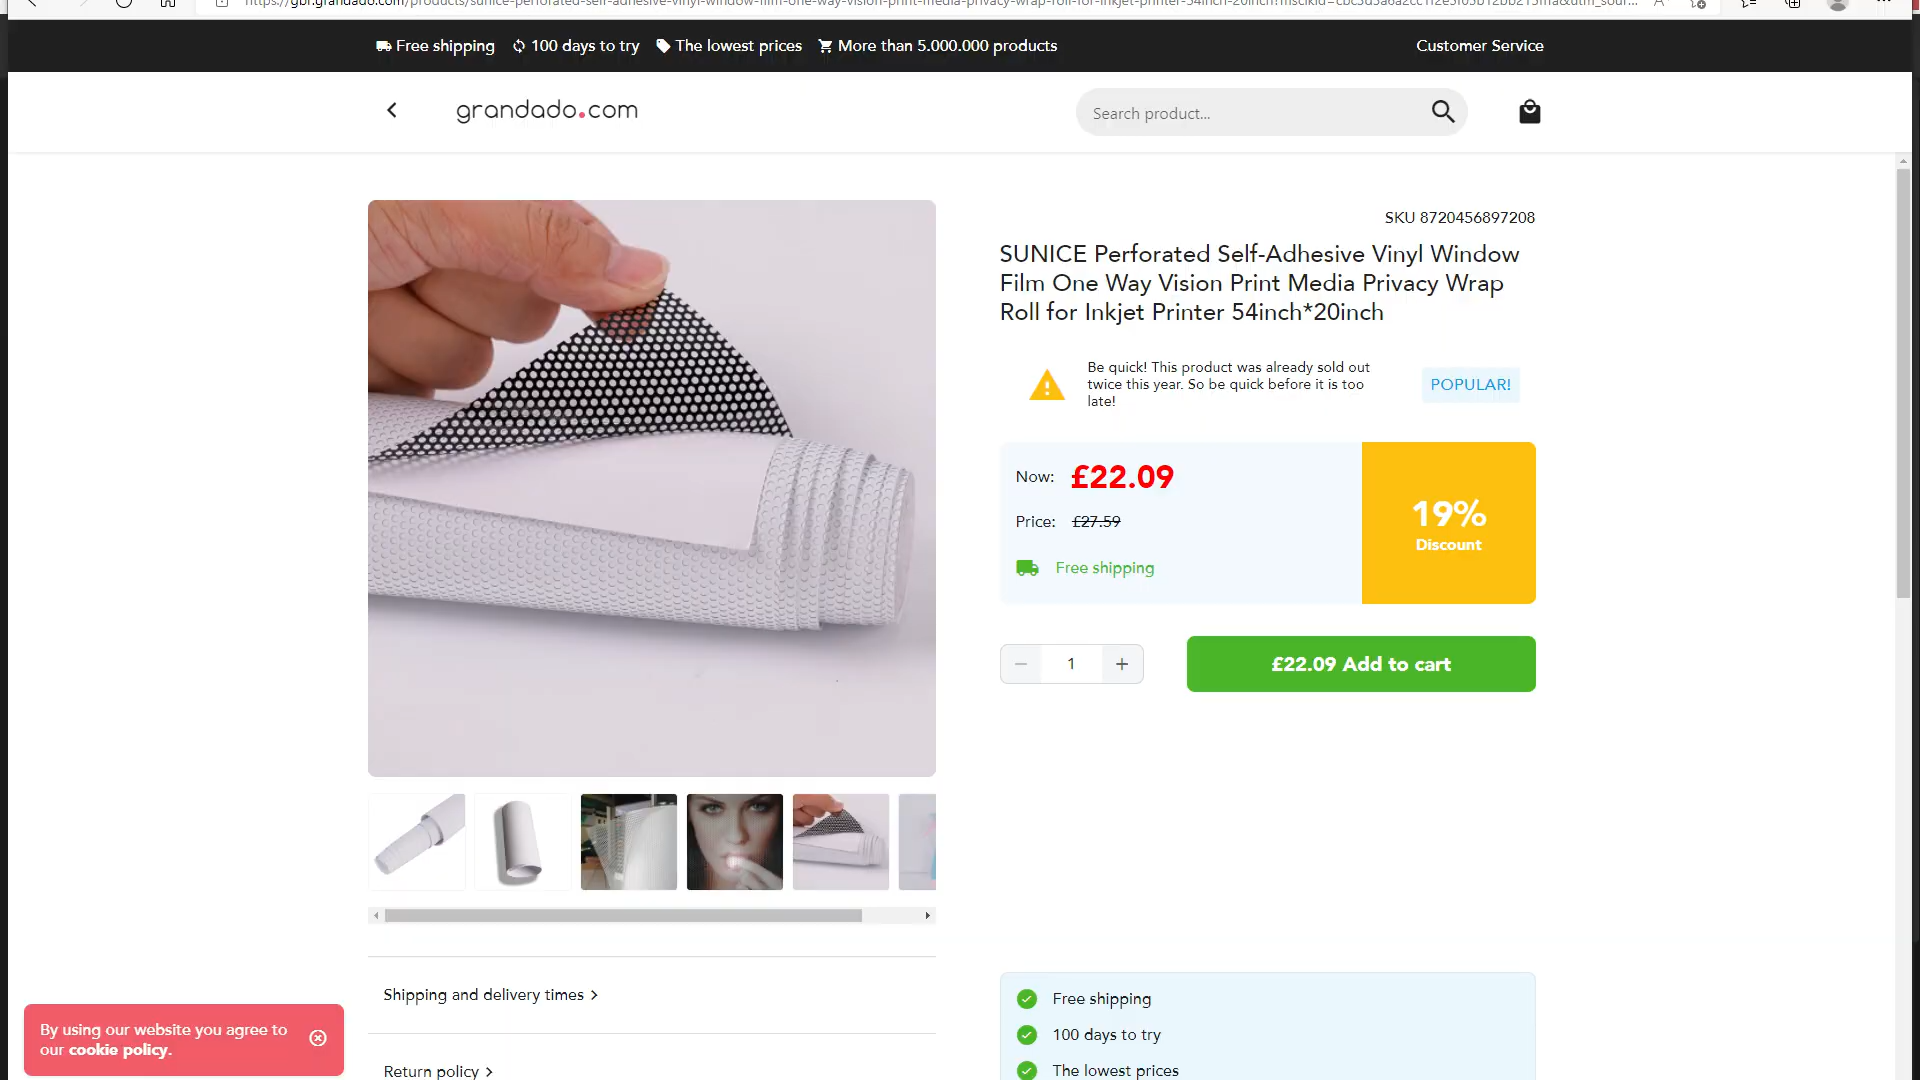 Free shipping 100 days to try The lowest prices More than 5.000.000 products Customer Service
grandado.com
Search product...
SKU 8720456897208
SUNICE Perforated Self-Adhesive Vinyl Window
Film One Way Vision Print Media Privacy Wrap
Roll for Inkjet Printer 54inch*20inch
Be quick! This product was already sold out
twice this year. So be quick before it is too
late!
POPULAR!
Now: £22.09
Price: £27.59
Free shipping
19%
Discount
1
£22.09 Add to cart
Shipping and delivery times
Return policy
Free shipping
100 days to try
The lowest prices
By using our website you agree to
our cookie policy.